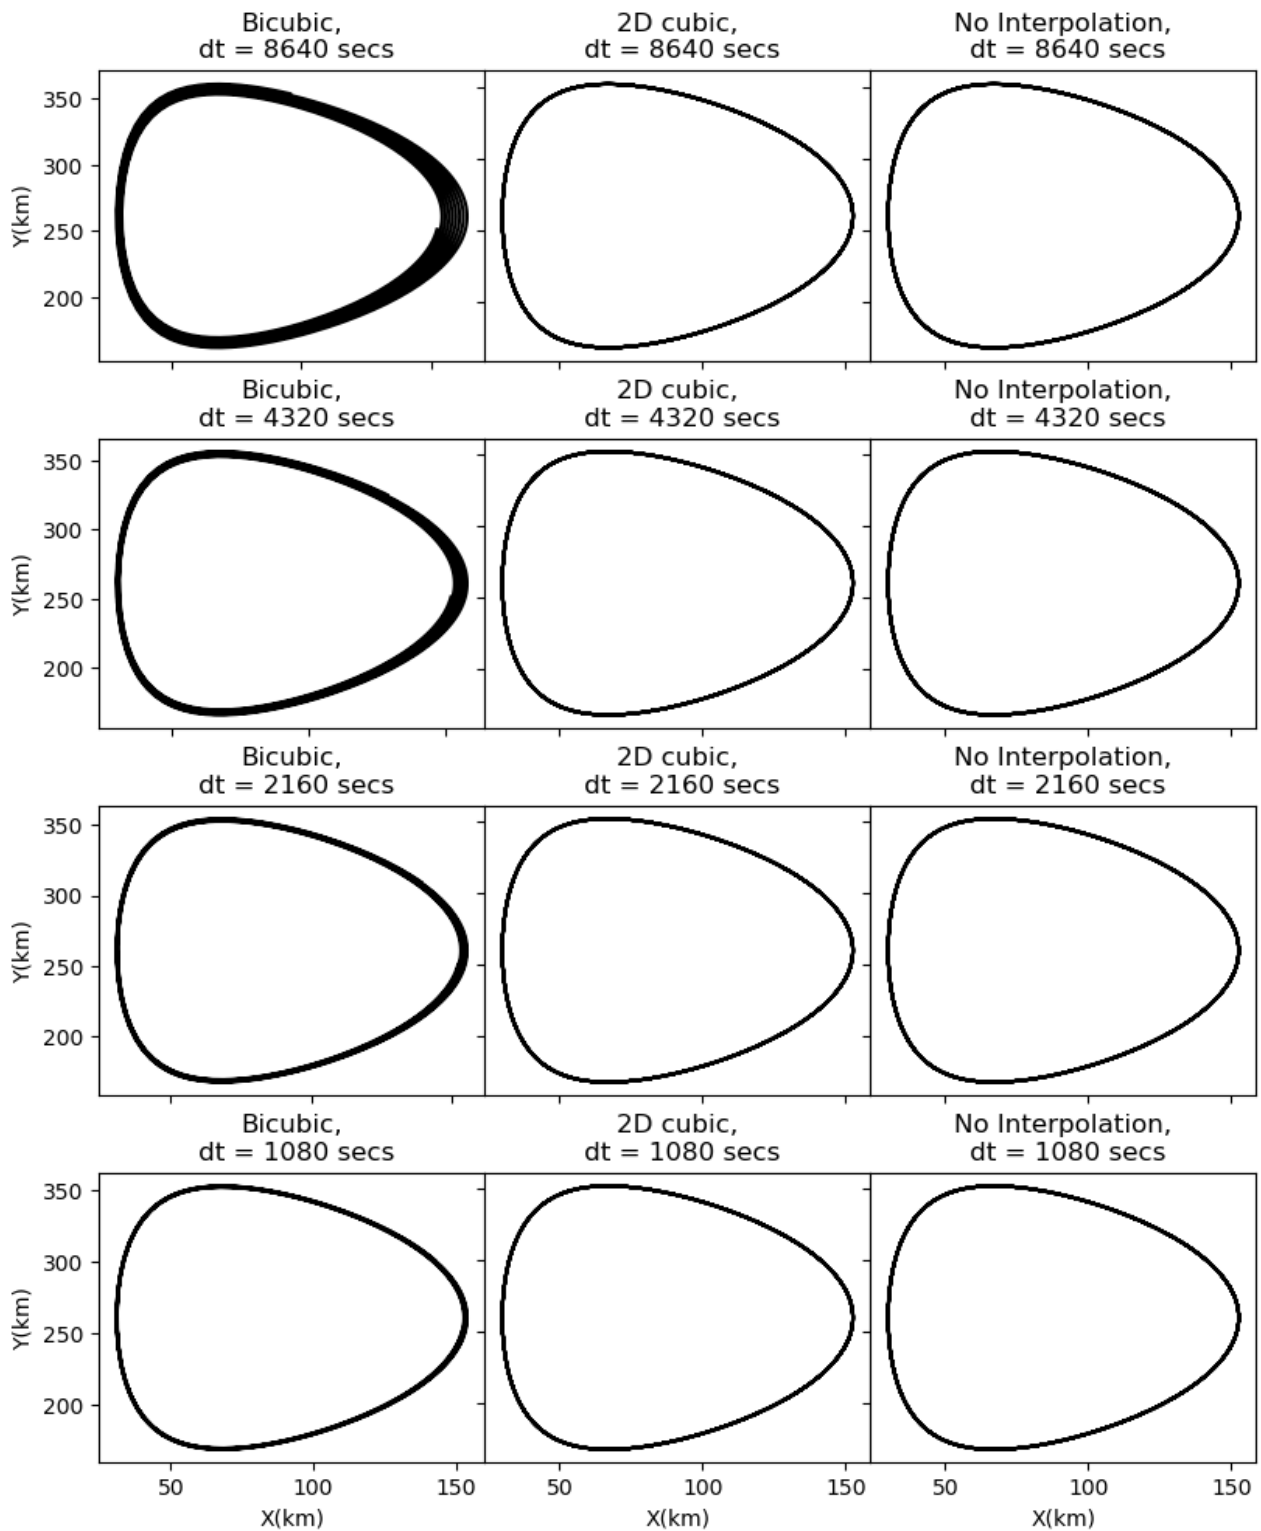 Bicubic,
dt = 8640 secs
2D cubic,
dt = 8640 secs
No Interpolation,
dt = 8640 secs
350
300
250
200
Y(km)
Bicubic,
dt = 4320 secs
2D cubic,
dt = 4320 secs
No Interpolation,
dt = 4320 secs
350
300
250
200
Y(km)
Bicubic,
dt = 2160 secs
2D cubic,
dt = 2160 secs
No Interpolation,
dt = 2160 secs
350
300
250
200
Y(km)
Bicubic,
dt = 1080 secs
2D cubic,
dt = 1080 secs
No Interpolation,
dt = 1080 secs
350
300
250
200
Y(km)
50 100 150 50 100 150 50 100 150
X(km) X(km) X(km)